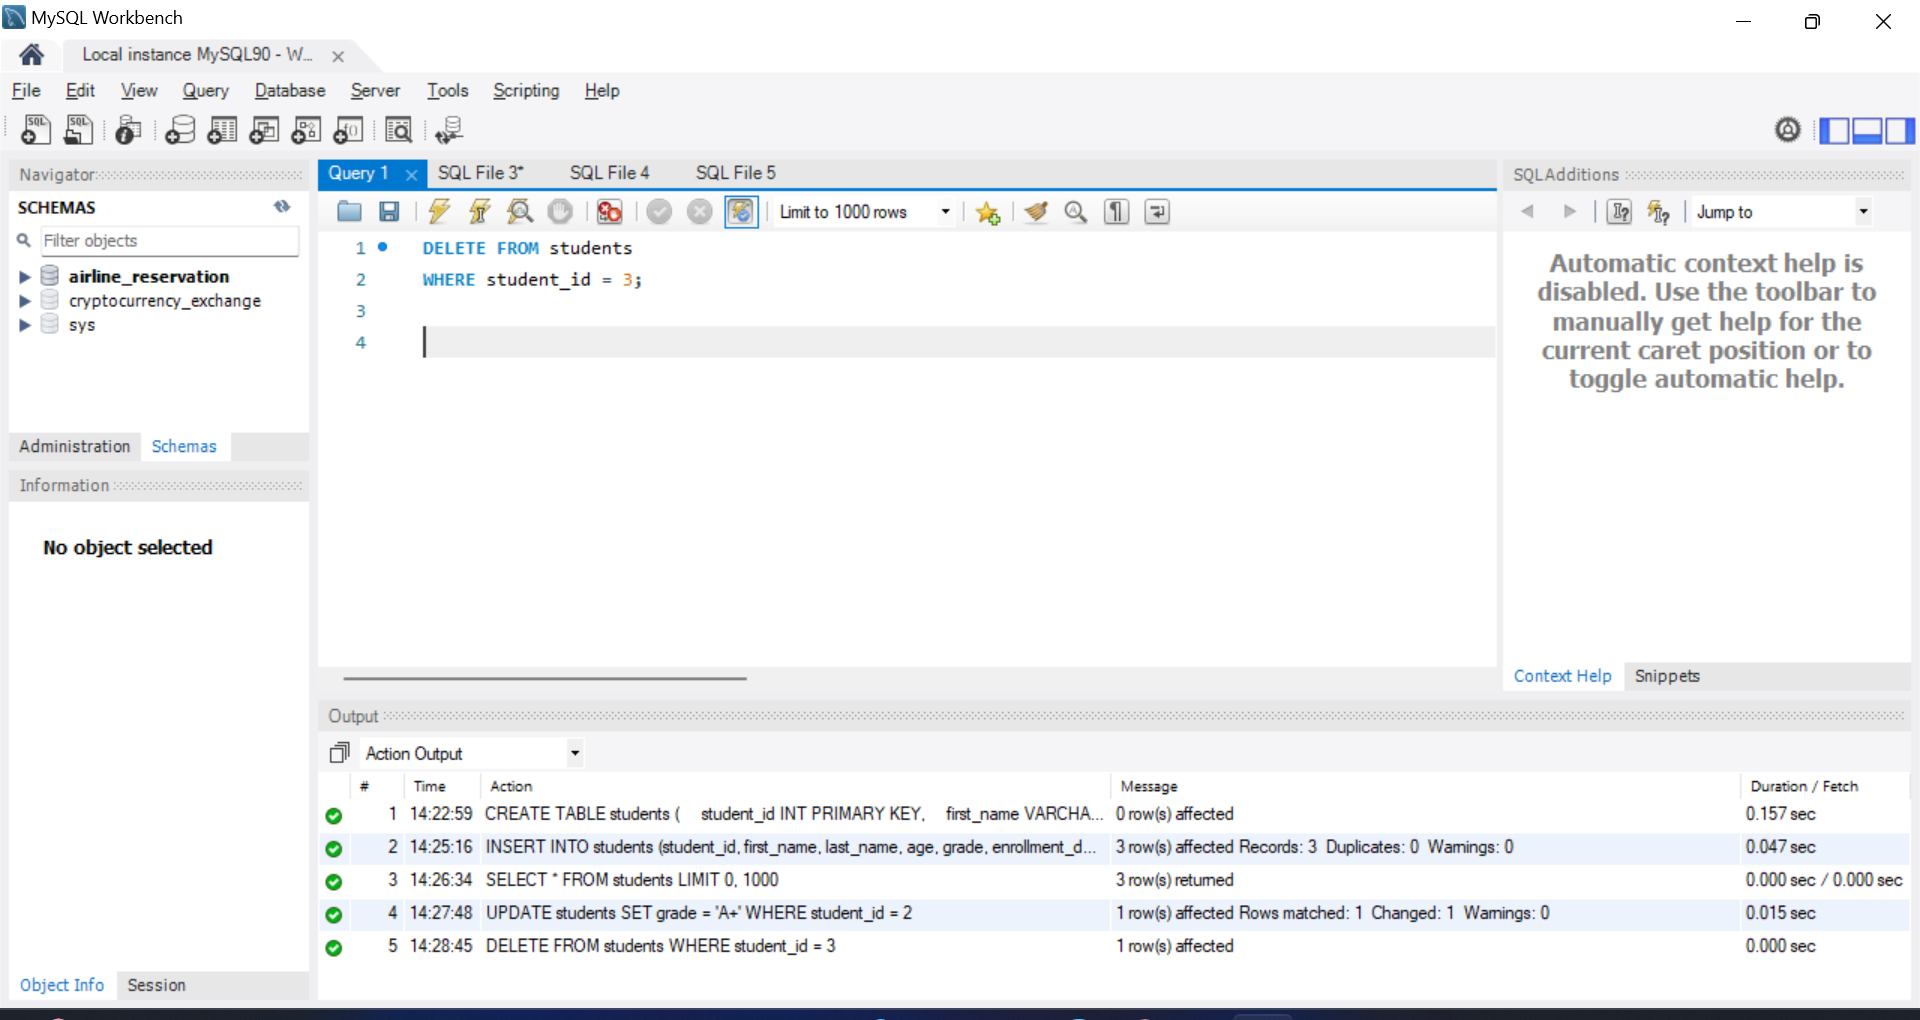 MySQL Workbench
Local instance MySQL90 - W...
File Edit View Query Database Server Tools Scripting Help
Navigator
SCHEMAS
Filter objects
airline_reservation
cryptocurrency_exchange
sys
Administration Schemas
Information
No object selected
Object Info Session
Query 1 SQL File 3* SQL File 4 SQL File 5
Limit to 1000 rows
1 DELETE FROM students
2 WHERE student_id = 3;
3
4
SQLAdditions
Jump to
Automatic context help is
disabled. Use the toolbar to
manually get help for the
current caret position or to
toggle automatic help.
Context Help Snippets
Output
Action Output
# Time Action Message Duration / Fetch
1 14:22:59 CREATE TABLE students ( student_id INT PRIMARY KEY, first_name VARCHA... 0 row(s) affected 0.157 sec
2 14:25:16 INSERT INTO students (student_id, first_name, last_name, age, grade, enrollment_d... 3 row(s) affected Records: 3 Duplicates: 0 Warnings: 0 0.047 sec
3 14:26:34 SELECT * FROM students LIMIT 0, 1000 3 row(s) returned 0.000 sec / 0.000 sec
4 14:27:48 UPDATE students SET grade = 'A+' WHERE student_id = 2 1 row(s) affected Rows matched: 1 Changed: 1 Warnings: 0 0.015 sec
5 14:28:45 DELETE FROM students WHERE student_id = 3 1 row(s) affected 0.000 sec